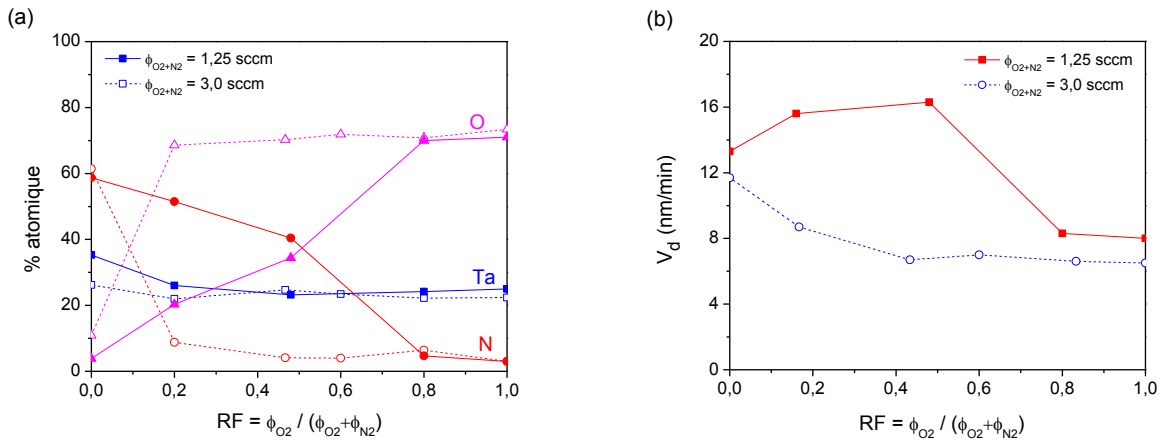 (a)
100
80
60
40
20
0
% atomique
ϕO2+N2 = 1,25 sccm
ϕO2+N2 = 3,0 sccm
O
Ta
N
0,0 0,2 0,4 0,6 0,8 1,0
RF = ϕO2 / (ϕO2+ϕN2)
(b)
20
16
12
8
4
0
Vd (nm/min)
ϕO2+N2 = 1,25 sccm
ϕO2+N2 = 3,0 sccm
0,0 0,2 0,4 0,6 0,8 1,0
RF = ϕO2 / (ϕO2+ϕN2)